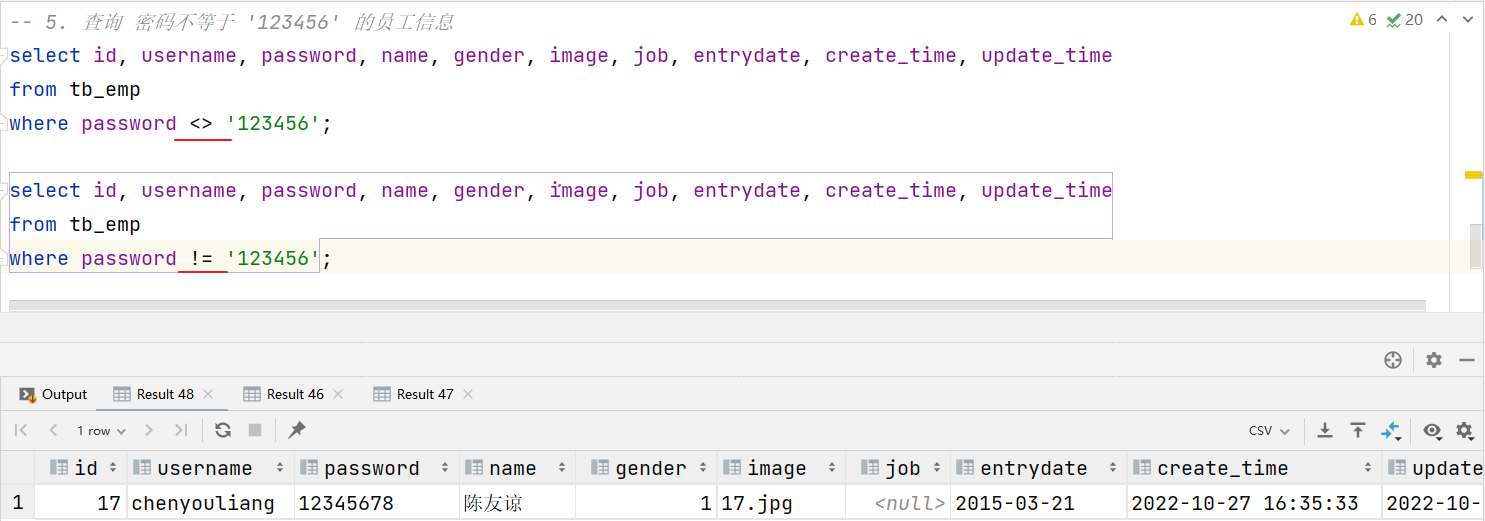 -- 5. 查询 密码不等于 '123456' 的员工信息
6 20
select id, username, password, name, gender, image, job, entrydate, create_time, update_time
from tb_emp
where password <> '123456';
select id, username, password, name, gender, image, job, entrydate, create_time, update_time
from tb_emp
where password != '123456';
Output Result 48 Result 46 Result 47
1 row CSV
id username password name gender image job entrydate create_time update
1 17 chenyouliang 12345678 陈友谅 1 17.jpg <null> 2015-03-21 2022-10-27 16:35:33 2022-10-